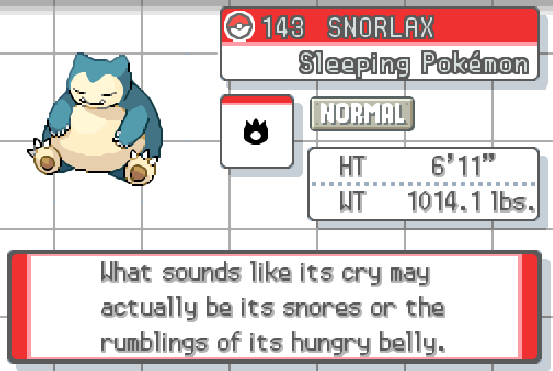 143 SNORLAX
Sleeping Pokémon
NORMAL
HT 6'11"
WT 1014.1 lbs.
What sounds like its cry may
actually be its snores or the
rumblings of its hungry belly.